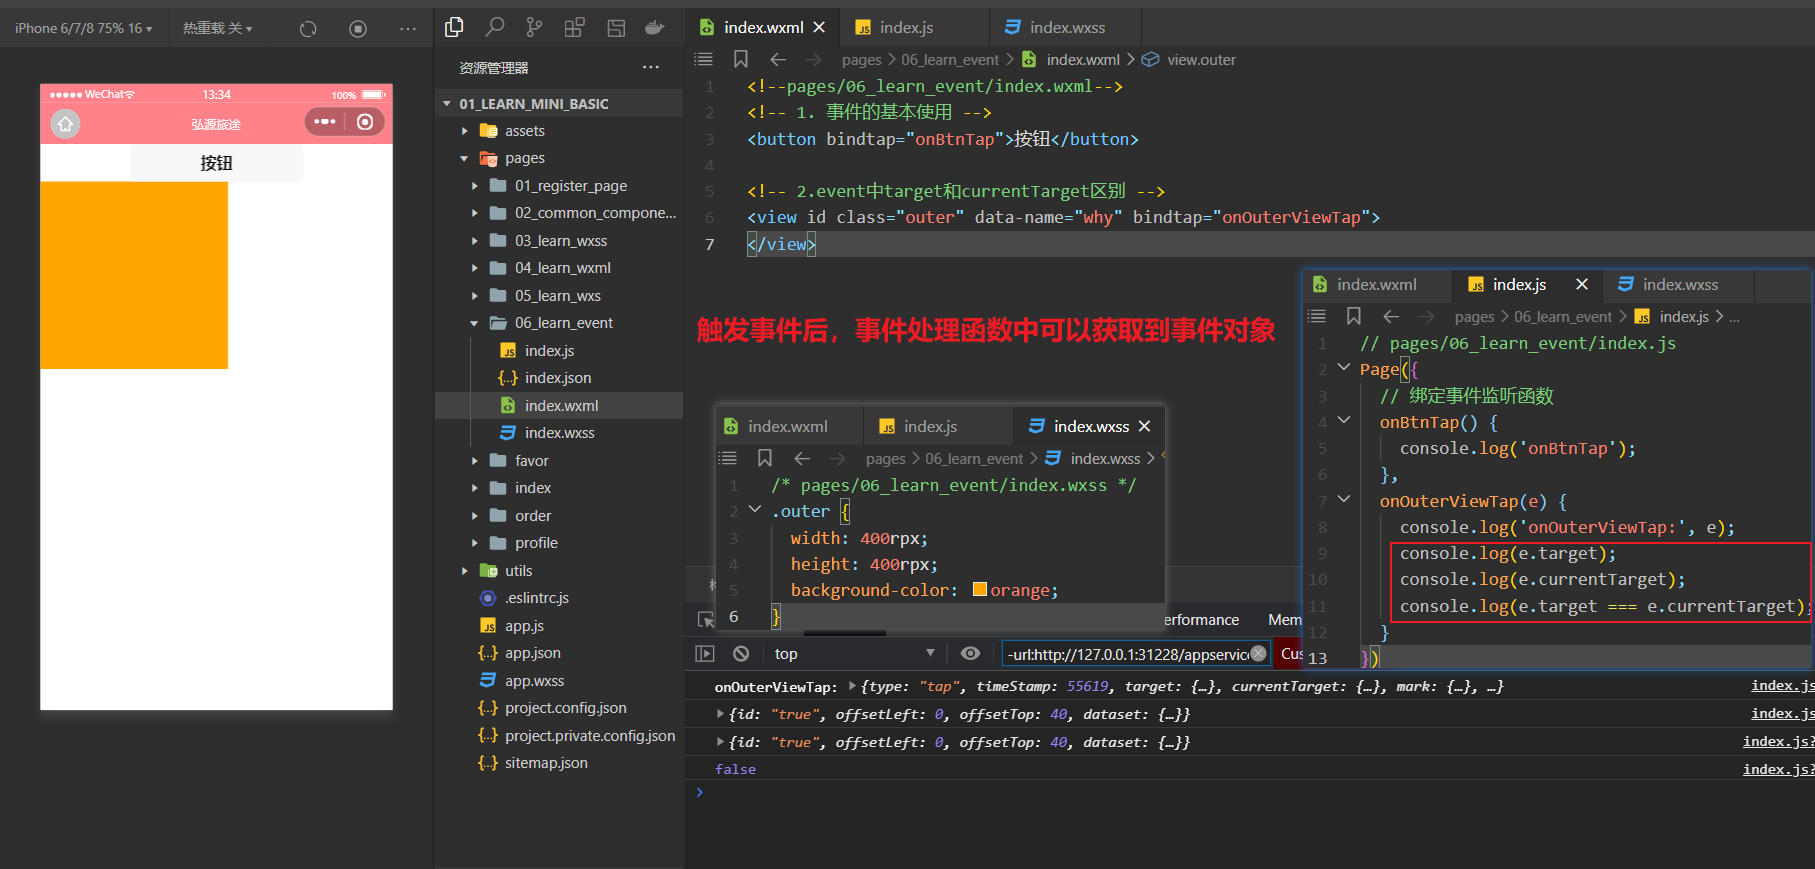 iPhone 6/7/8 75% 16
热重载 关
WeChat
13:34
100%
弘源旅途
按钮
资源管理器
01_LEARN_MINI_BASIC
assets
pages
01_register_page
02_common_compone...
03_learn_wxss
04_learn_wxml
05_learn_wxs
06_learn_event
index.js
index.json
index.wxml
index.wxss
favor
index
order
profile
utils
.eslintrc.js
app.js
app.json
app.wxss
project.config.json
project.private.config.json
sitemap.json
index.wxml
index.js
index.wxss
pages > 06_learn_event > index.wxml > view.outer
1 <!--pages/06_learn_event/index.wxml-->
2 <!-- 1. 事件的基本使用 -->
3 <button bindtap="onBtnTap">按钮</button>
4
5 <!-- 2.event中target和currentTarget区别 -->
6 <view id class="outer" data-name="why" bindtap="onOuterViewTap">
7 </view>
触发事件后，事件处理函数中可以获取到事件对象
index.wxml
index.js
index.wxss
pages > 06_learn_event > index.wxss >
1 /* pages/06_learn_event/index.wxss */
2 .outer {
3 width: 400rpx;
4 height: 400rpx;
5 background-color: orange;
6 }
index.wxml
index.js
index.wxss
pages > 06_learn_event > index.js > ...
1 // pages/06_learn_event/index.js
2 Page({
3 // 绑定事件监听函数
4 onBtnTap() {
5 console.log('onBtnTap');
6 },
7 onOuterViewTap(e) {
8 console.log('onOuterViewTap:', e);
9 console.log(e.target);
10 console.log(e.currentTarget);
11 console.log(e.target === e.currentTarget);
12 }
13 })
erformance
Mem
top
-url:http://127.0.0.1:31228/appservic
Cus
onOuterViewTap: {type: "tap", timeStamp: 55619, target: {…}, currentTarget: {…}, mark: {…}, …}
index.js
{id: "true", offsetLeft: 0, offsetTop: 40, dataset: {…}}
index.js
{id: "true", offsetLeft: 0, offsetTop: 40, dataset: {…}}
index.js?
false
index.js?